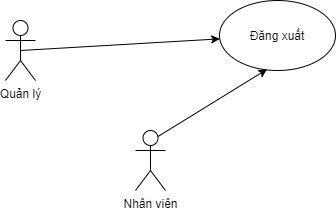 Đăng xuất
Quản lý
Nhân viên